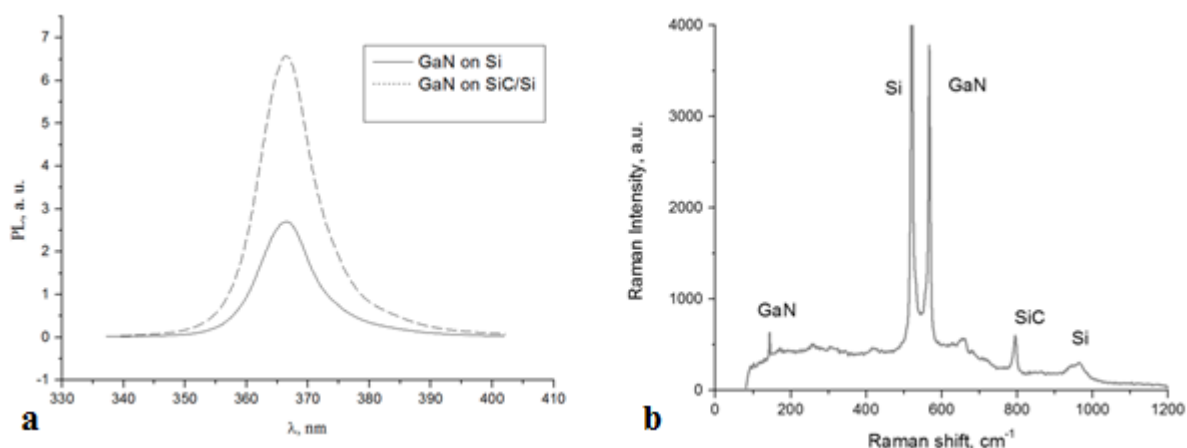 7
6
5
4
3
2
1
0
-1
PL, a. u.
330 340 350 360 370 380 390 400 410
λ, nm
GaN on Si
GaN on SiC/Si
a
4000
3000
2000
1000
0
Raman Intensity, a.u.
0 200 400 600 800 1000 1200
Raman shift, cm⁻¹
Si
GaN
GaN
SiC
Si
b